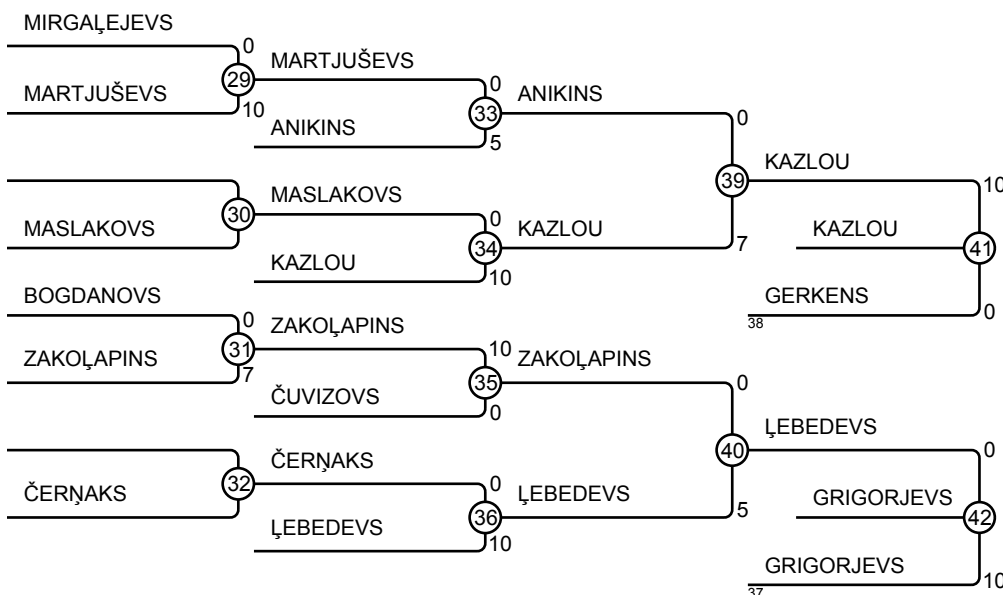 MIRGAĻEJEVS
0
29
MARTJUŠEVS
0
MARTJUŠEVS
10
33
ANIKINS
0
ANIKINS
5
39
KAZLOU
10
30
MASLAKOVS
0
MASLAKOVS
34
KAZLOU
7
KAZLOU
41
KAZLOU
10
GERKENS
0
38
BOGDANOVS
0
31
ZAKOĻAPINS
10
ZAKOĻAPINS
7
35
ZAKOĻAPINS
0
ČUVIZOVS
0
40
ĻEBEDEVS
0
32
ČERŅAKS
0
ČERŅAKS
36
ĻEBEDEVS
5
GRIGORJEVS
42
ĻEBEDEVS
10
GRIGORJEVS
10
37